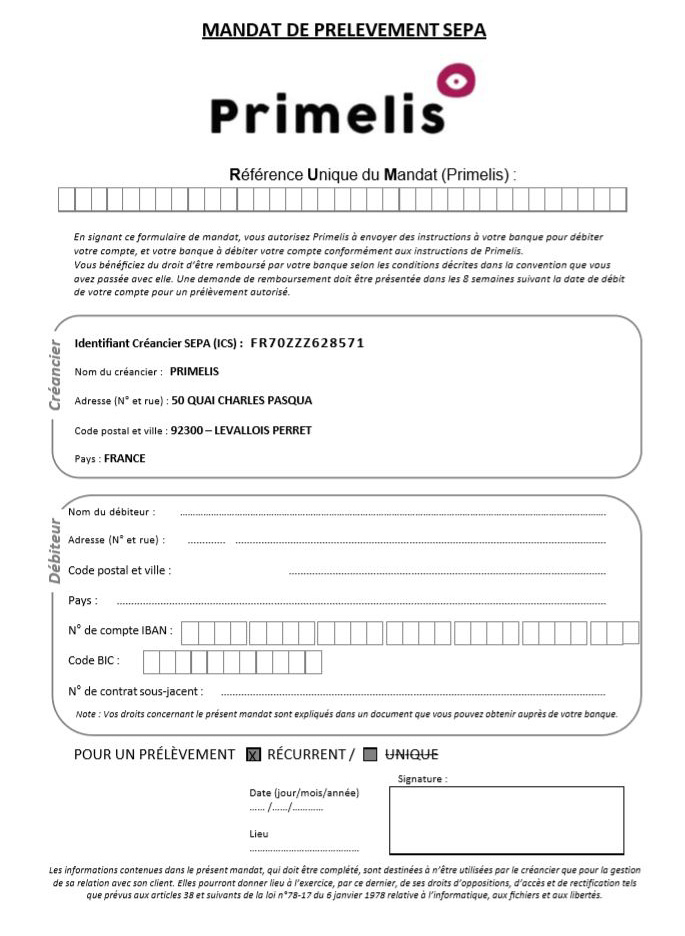 MANDAT DE PRELEVEMENT SEPA
Primelis
Référence Unique du Mandat (Primelis) :
En signant ce formulaire de mandat, vous autorisez Primelis à envoyer des instructions à votre banque pour débiter
votre compte, et votre banque à débiter votre compte conformément aux instructions de Primelis.
Vous bénéficiez du droit d'être remboursé par votre banque selon les conditions décrites dans la convention que vous
avez passée avec elle. Une demande de remboursement doit être présentée dans les 8 semaines suivant la date de débit
de votre compte pour un prélèvement autorisé.
Créancier
Identifiant Créancier SEPA (ICS) : FR70ZZZ628571
Nom du créancier : PRIMELIS
Adresse (N° et rue) : 50 QUAI CHARLES PASQUA
Code postal et ville : 92300 – LEVALLOIS PERRET
Pays : FRANCE
Débiteur
Nom du débiteur :
Adresse (N° et rue) :
Code postal et ville :
Pays :
N° de compte IBAN :
Code BIC :
N° de contrat sous-jacent :
Note : Vos droits concernant le présent mandat sont expliqués dans un document que vous pouvez obtenir auprès de votre banque.
POUR UN PRÉLÈVEMENT X RÉCURRENT / UNIQUE
Signature :
Date (jour/mois/année)
...... /....../............
Lieu
Les informations contenues dans le présent mandat, qui doit être complété, sont destinées à n'être utilisées par le créancier que pour la gestion
de sa relation avec son client. Elles pourront donner lieu à l'exercice, par ce dernier, de ses droits d'oppositions, d'accès et de rectification tels
que prévus aux articles 38 et suivants de la loi n°78-17 du 6 janvier 1978 relative à l'informatique, aux fichiers et aux libertés.